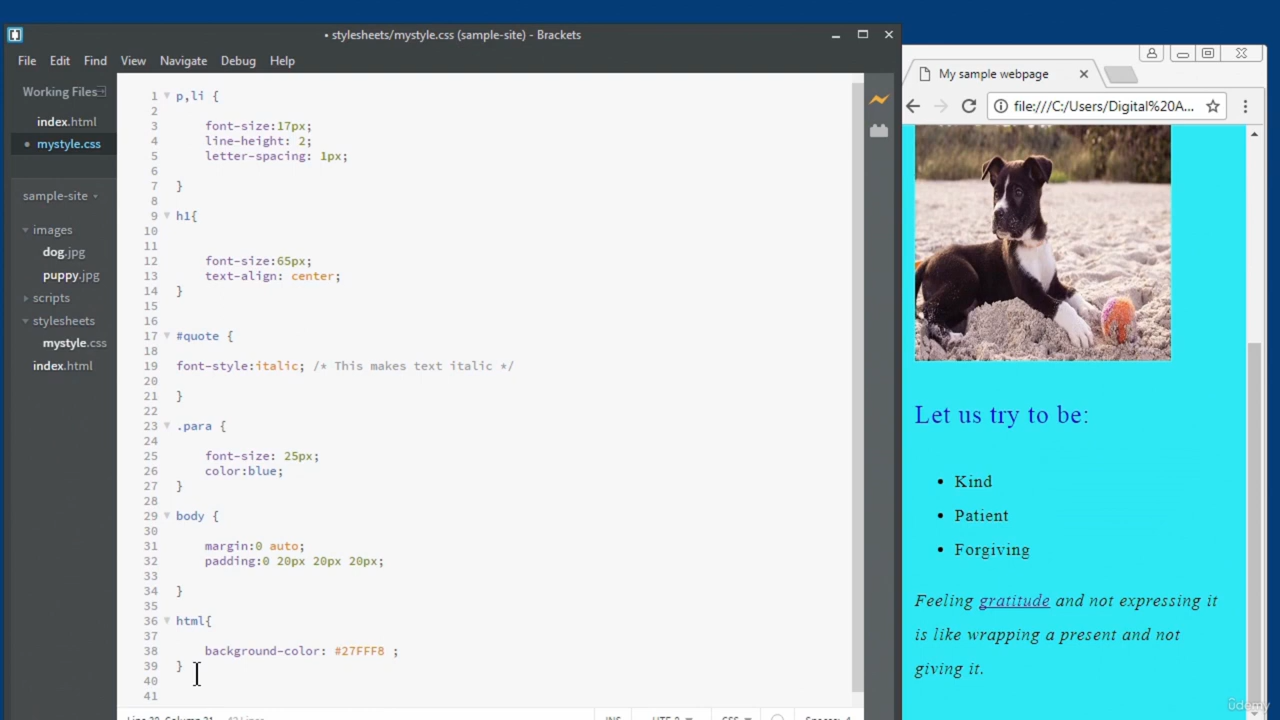 • stylesheets/mystyle.css (sample-site) - Brackets
File Edit Find View Navigate Debug Help
Working Files
index.html
• mystyle.css
sample-site
images
dog.jpg
puppy.jpg
scripts
stylesheets
mystyle.css
index.html
1 p,li {
2
3 font-size:17px;
4 line-height: 2;
5 letter-spacing: 1px;
6
7 }
8
9 h1{
10
11
12 font-size:65px;
13 text-align: center;
14 }
15
16
17 #quote {
18
19 font-style:italic; /* This makes text italic */
20
21 }
22
23 .para {
24
25 font-size: 25px;
26 color:blue;
27 }
28
29 body {
30
31 margin:0 auto;
32 padding:0 20px 20px 20px;
33
34 }
35
36 html{
37
38 background-color: #27FFF8 ;
39 }
40
41
My sample webpage
file:///C:/Users/Digital%20A...
Let us try to be:
• Kind
• Patient
• Forgiving
Feeling gratitude and not expressing it
is like wrapping a present and not
giving it.
ûdemy